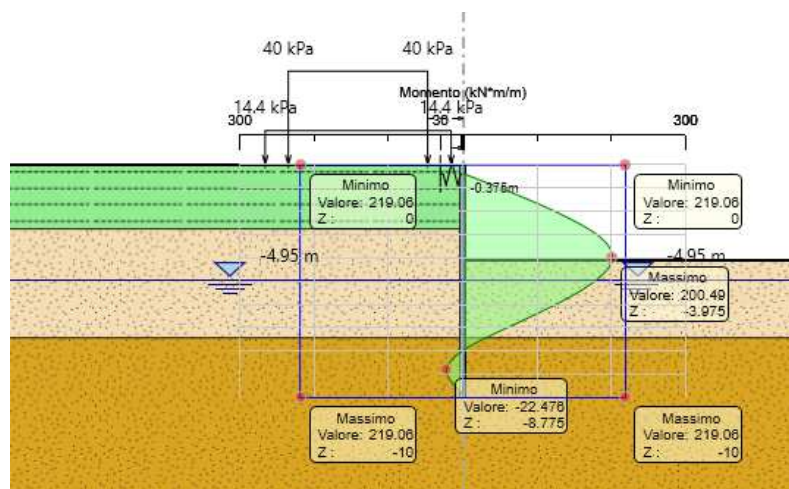 40 kPa 40 kPa
Momento (kN*m/m)
14.4 kPa 14.4 kPa
300 30 300
-0.375m
Minimo
Valore: 219.06
Z : 0
Minimo
Valore: 219.06
Z : 0
-4.95 m -4.95 m
Massimo
Valore: 200.49
Z : -3.975
Minimo
Valore: -22.476
Z : -8.775
Massimo
Valore: 219.06
Z : -10
Massimo
Valore: 219.06
Z : -10